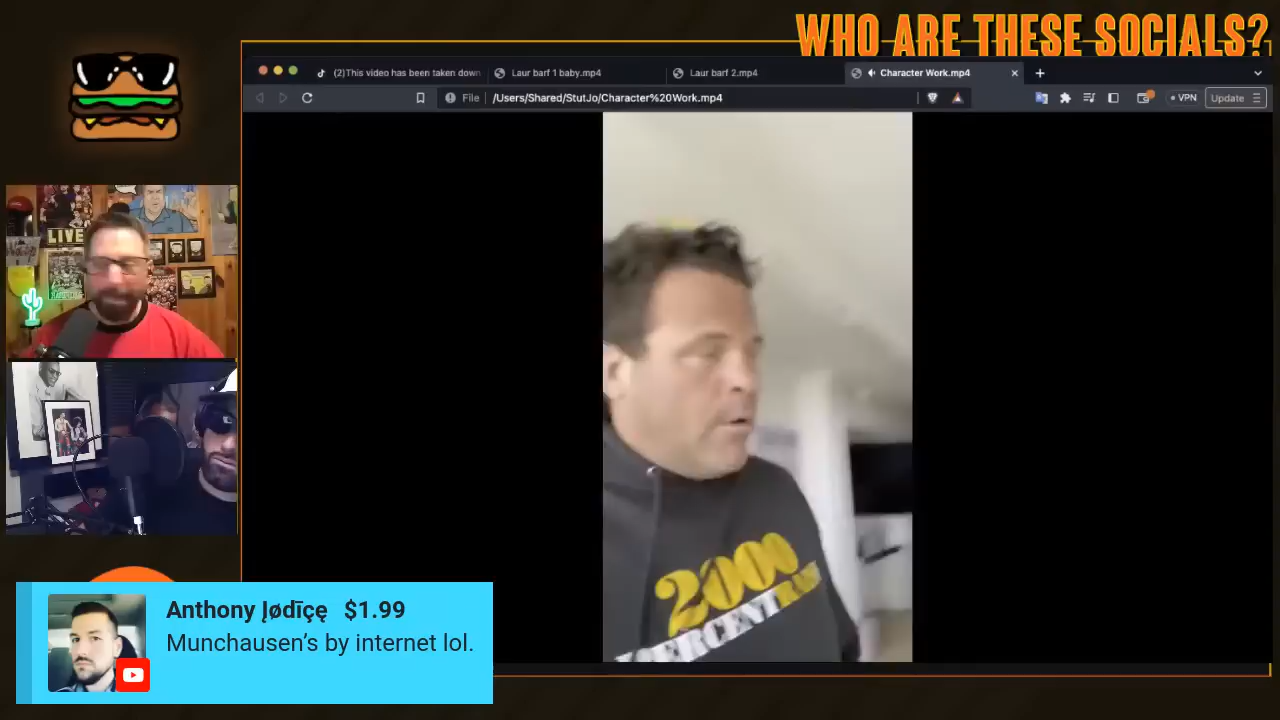 WHO ARE THESE SOCIALS?
(2)This video has been taken down
Laur barf 1 baby.mp4
Laur barf 2.mp4
Character Work.mp4
File
/Users/Shared/StutJo/Character%20Work.mp4
VPN
Update
LIVE
2000
PERCENT
Anthony Įødīçę $1.99
Munchausen’s by internet lol.